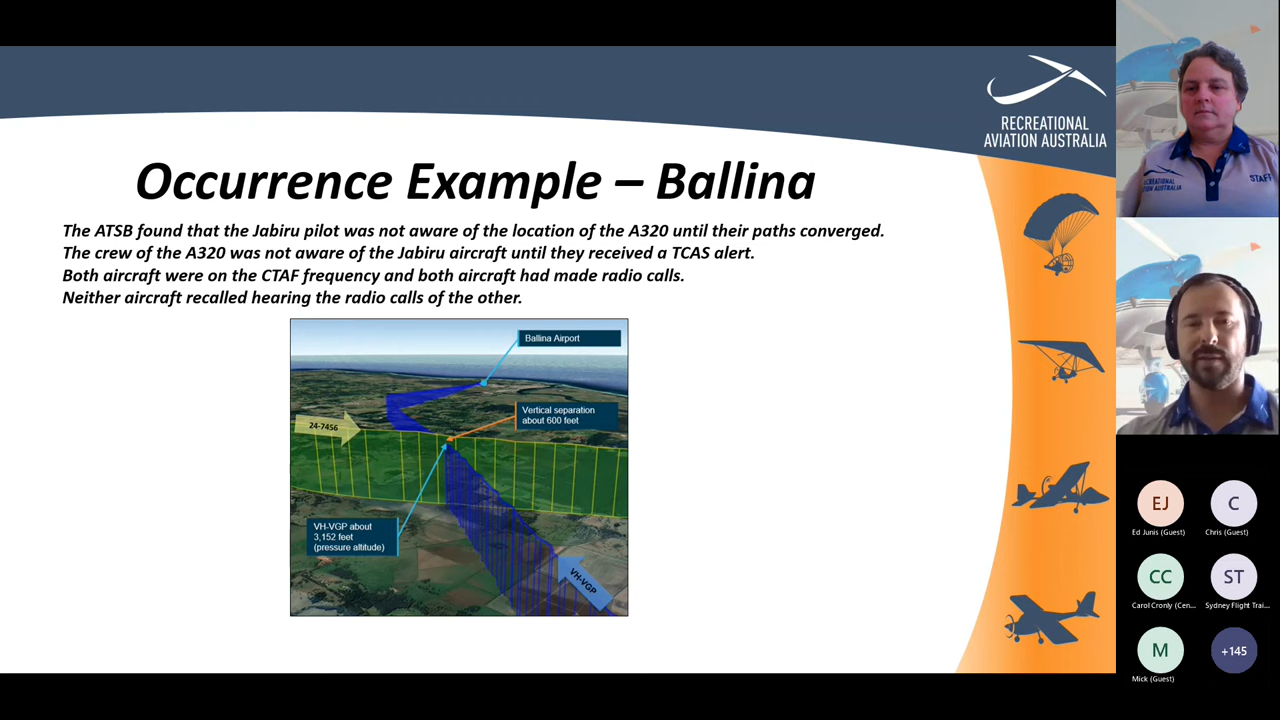 RECREATIONAL
AVIATION AUSTRALIA
Occurrence Example – Ballina
The ATSB found that the Jabiru pilot was not aware of the location of the A320 until their paths converged.
The crew of the A320 was not aware of the Jabiru aircraft until they received a TCAS alert.
Both aircraft were on the CTAF frequency and both aircraft had made radio calls.
Neither aircraft recalled hearing the radio calls of the other.
Ballina Airport
Vertical separation
about 600 feet
24-7456
VH-VGP about
3,152 feet
(pressure altitude)
VH-VGP
STAFF
EJ
Ed Junis (Guest)
C
Chris (Guest)
CC
Carol Cronly (Cen...
ST
Sydney Flight Trai...
M
Mick (Guest)
+145